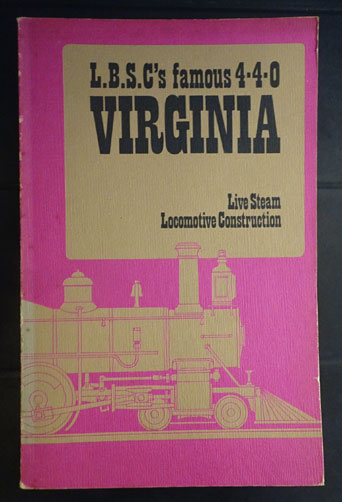 L.B.S.C's famous 4-4-0
VIRGINIA
Live Steam
Locomotive Construction